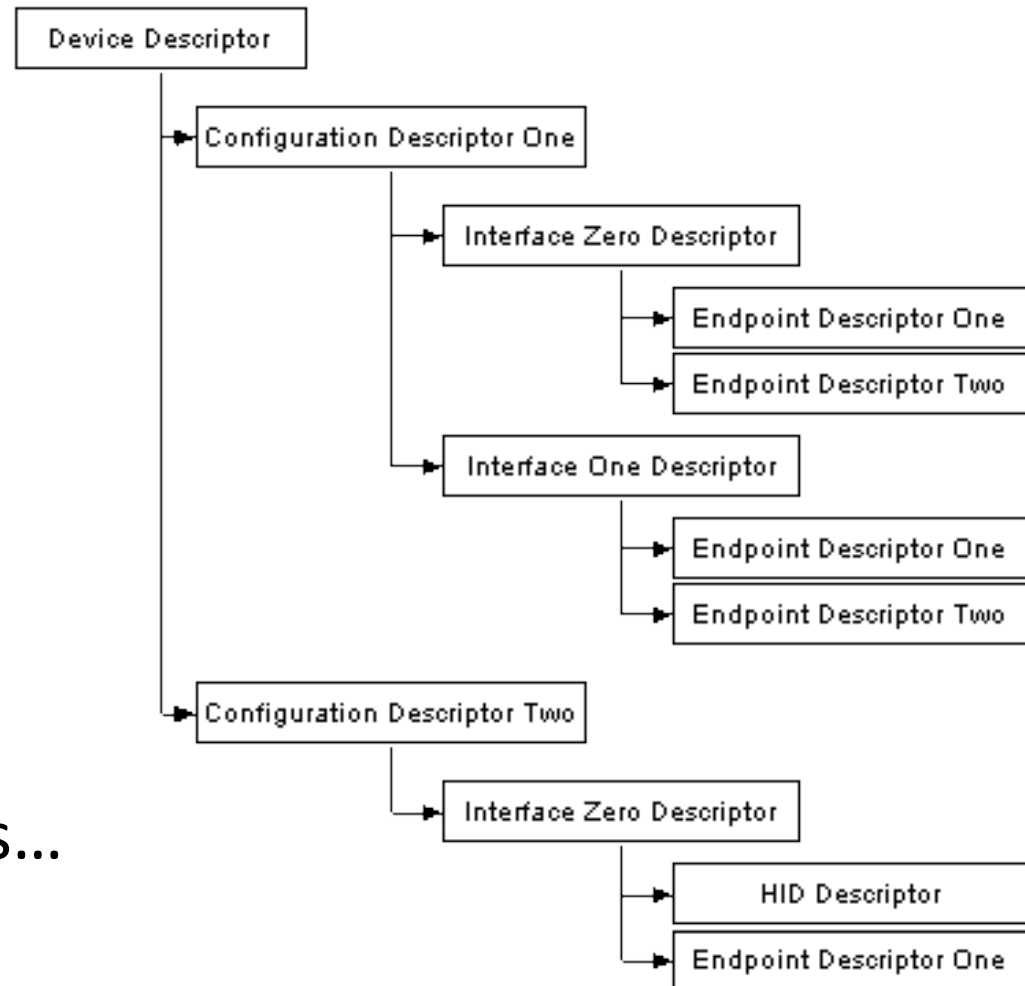 Device Descriptor
Configuration Descriptor One
Interface Zero Descriptor
Endpoint Descriptor One
Endpoint Descriptor Two
Interface One Descriptor
Endpoint Descriptor One
Endpoint Descriptor Two
Configuration Descriptor Two
Interface Zero Descriptor
s...
HID Descriptor
Endpoint Descriptor One